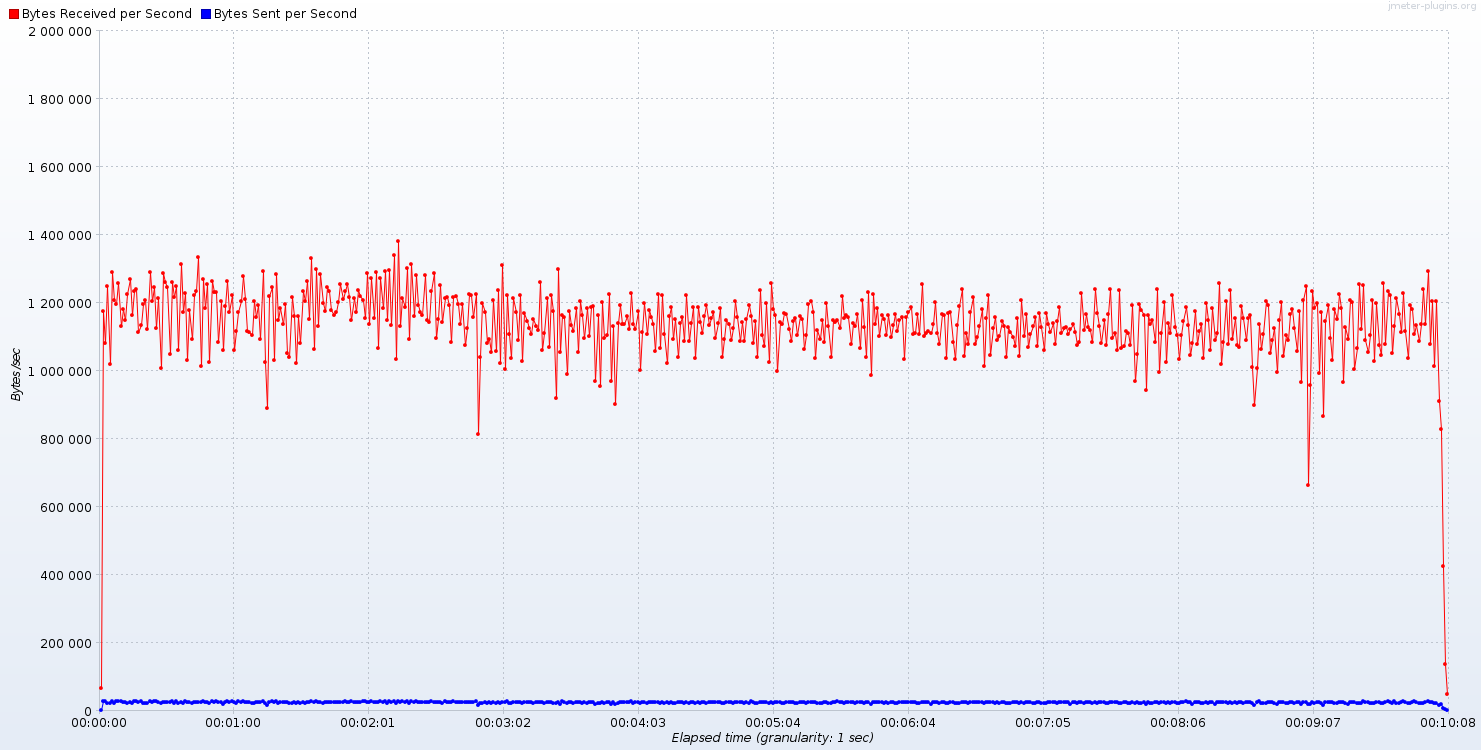 Bytes Received per Second Bytes Sent per Second
jmeter-plugins.org
2 000 000
1 800 000
1 600 000
1 400 000
1 200 000
1 000 000
800 000
600 000
400 000
200 000
0
Bytes/sec
00:00:00 00:01:00 00:02:01 00:03:02 00:04:03 00:05:04 00:06:04 00:07:05 00:08:06 00:09:07 00:10:08
Elapsed time (granularity: 1 sec)